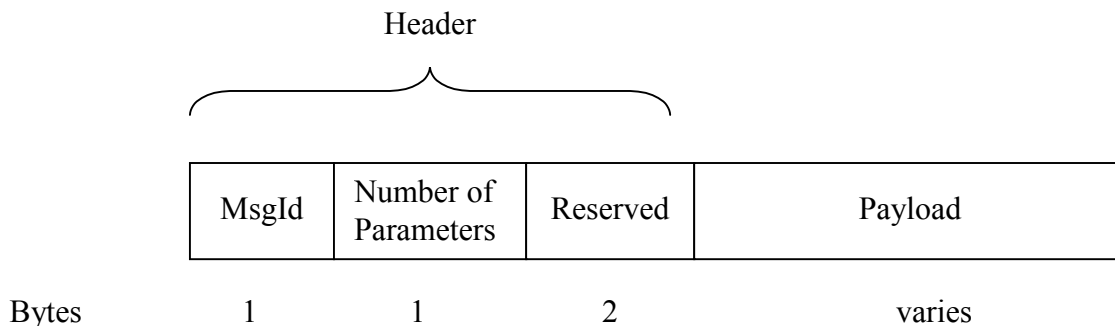 Header
MsgId
Number of
Parameters
Reserved
Payload
Bytes
1
1
2
varies